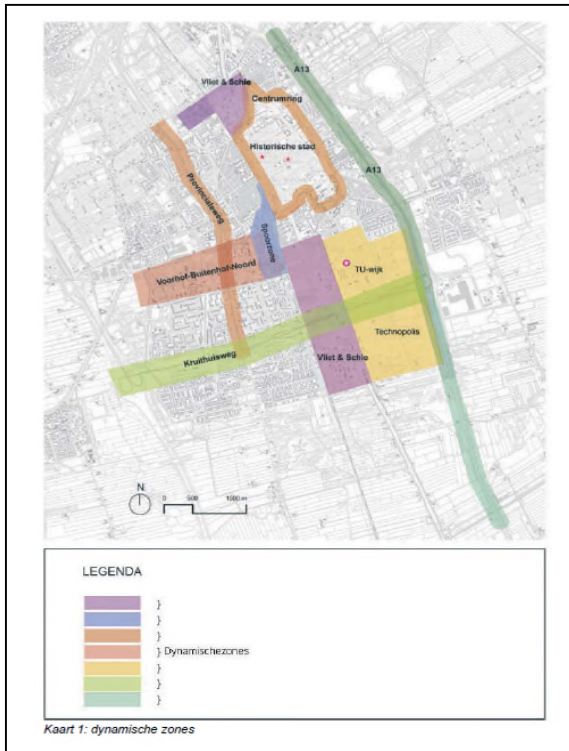 A13
Vliet & Schie
Centrumring
Historische stad
A13
Provincialeweg
Spoorzone
Voorhof-Buitenhof-Noord
TU-wijk
Technopolis
Vliet & Schie
Kruithuisweg
N
0 500 1500 m
LEGENDA
}
}
}
} Dynamischezones
}
}
}
Kaart 1: dynamische zones